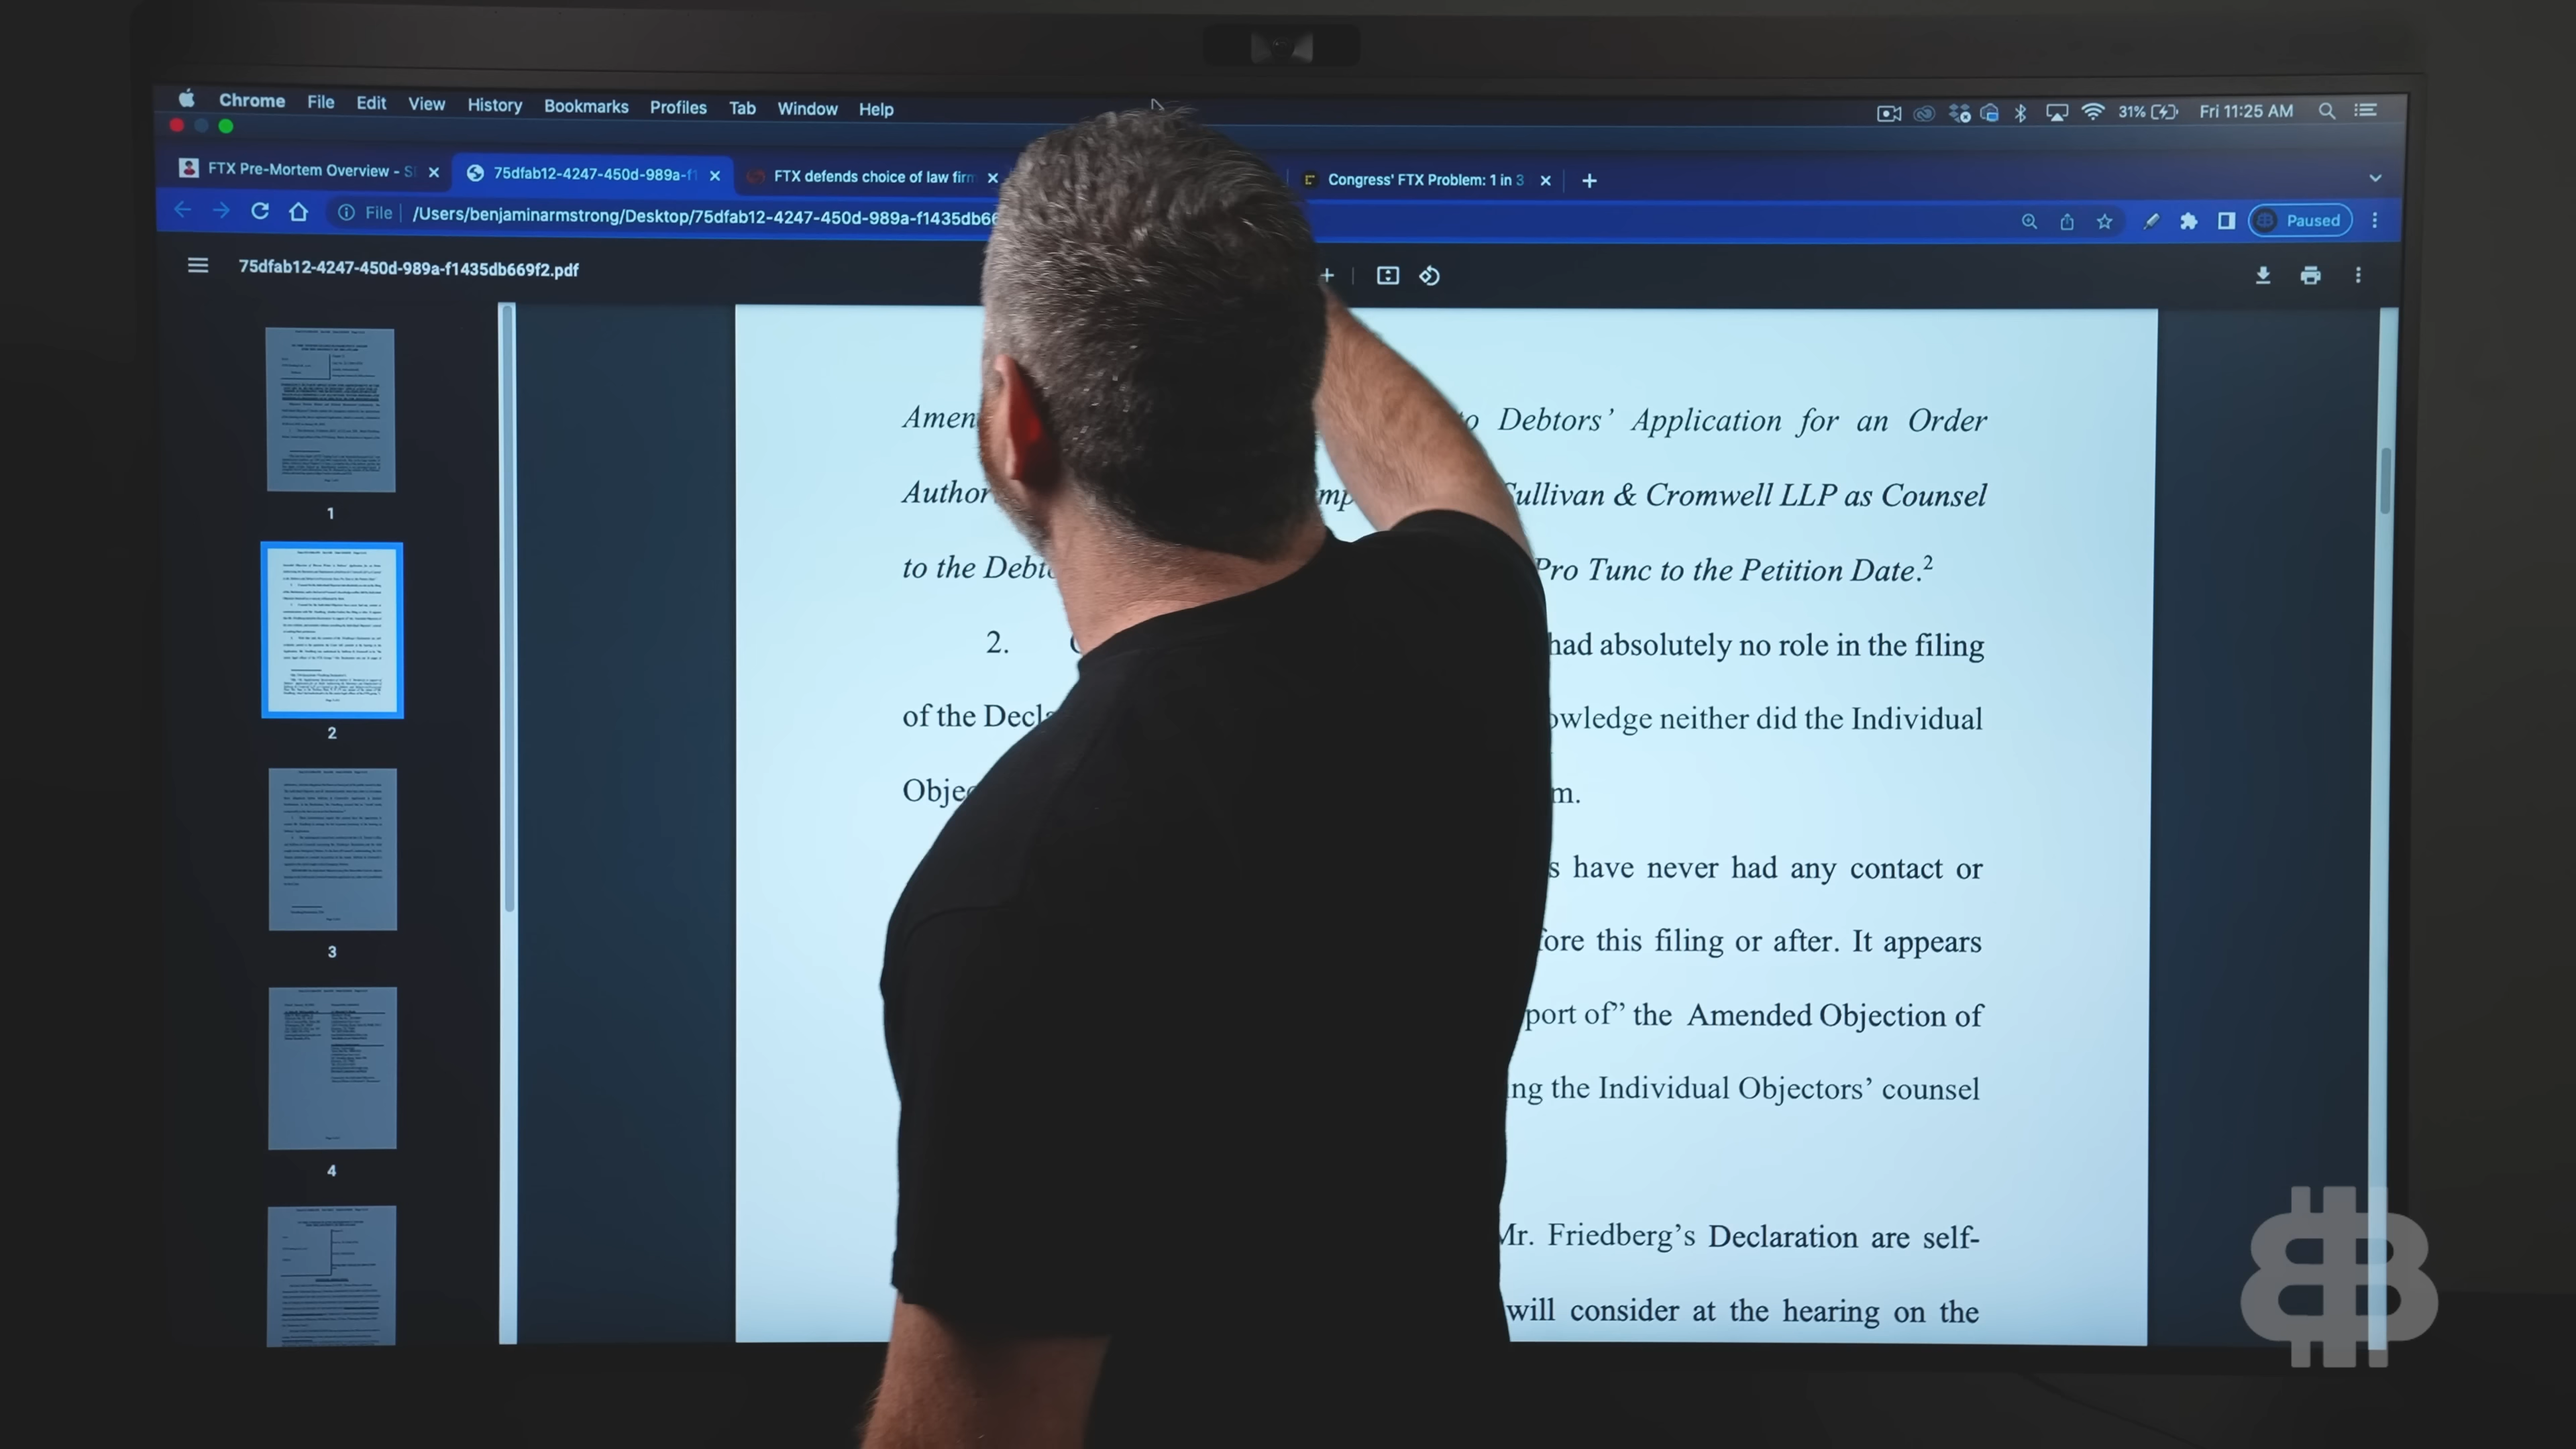 Chrome File Edit View History Bookmarks Profiles Tab Window Help 31% Fri 11:25 AM
FTX Pre-Mortem Overview - 75dfab12-4247-450d-989a-f1 FTX defends choice of law firm Congress' FTX Problem: 1 in 3
File /Users/benjaminarmstrong/Desktop/75dfab12-4247-450d-989a-f1435db66 Paused
75dfab12-4247-450d-989a-f1435db669f2.pdf
Amen to Debtors' Application for an Order
Author mp Sullivan & Cromwell LLP as Counsel
to the Debto Pro Tunc to the Petition Date.2
2. had absolutely no role in the filing
of the Decla owledge neither did the Individual
Objec m.
s have never had any contact or
fore this filing or after. It appears
port of” the Amended Objection of
ing the Individual Objectors’ counsel
Mr. Friedberg’s Declaration are self-
will consider at the hearing on the
1
2
3
4